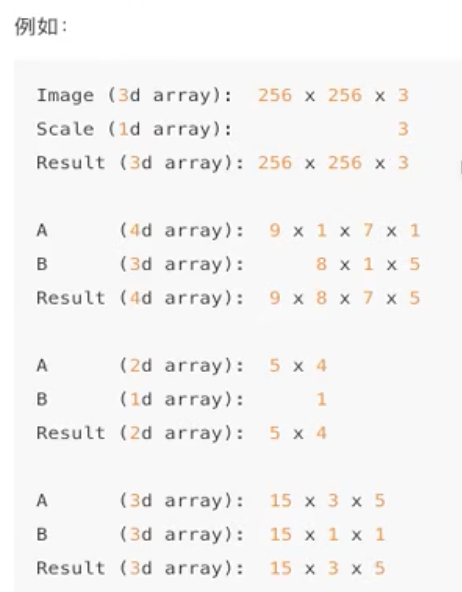 例如：
Image (3d array):  256 x 256 x 3
Scale (1d array):              3
Result (3d array): 256 x 256 x 3
A      (4d array):  9 x 1 x 7 x 1
B      (3d array):      8 x 1 x 5
Result (4d array):  9 x 8 x 7 x 5
A      (2d array):  5 x 4
B      (1d array):      1
Result (2d array):  5 x 4
A      (3d array):  15 x 3 x 5
B      (3d array):  15 x 1 x 1
Result (3d array):  15 x 3 x 5